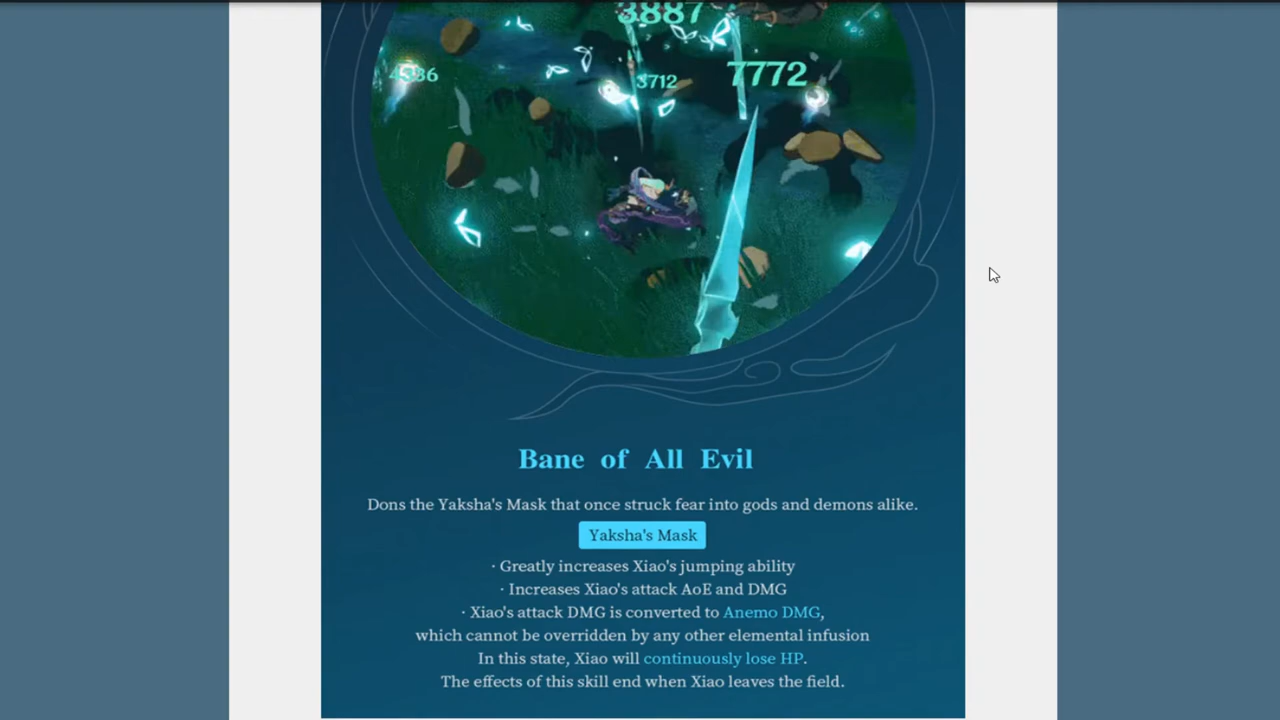 3887
7772
3712
Bane of All Evil
Dons the Yaksha's Mask that once struck fear into gods and demons alike.
Yaksha's Mask
· Greatly increases Xiao's jumping ability
· Increases Xiao's attack AoE and DMG
· Xiao's attack DMG is converted to Anemo DMG,
which cannot be overridden by any other elemental infusion
In this state, Xiao will continuously lose HP.
The effects of this skill end when Xiao leaves the field.